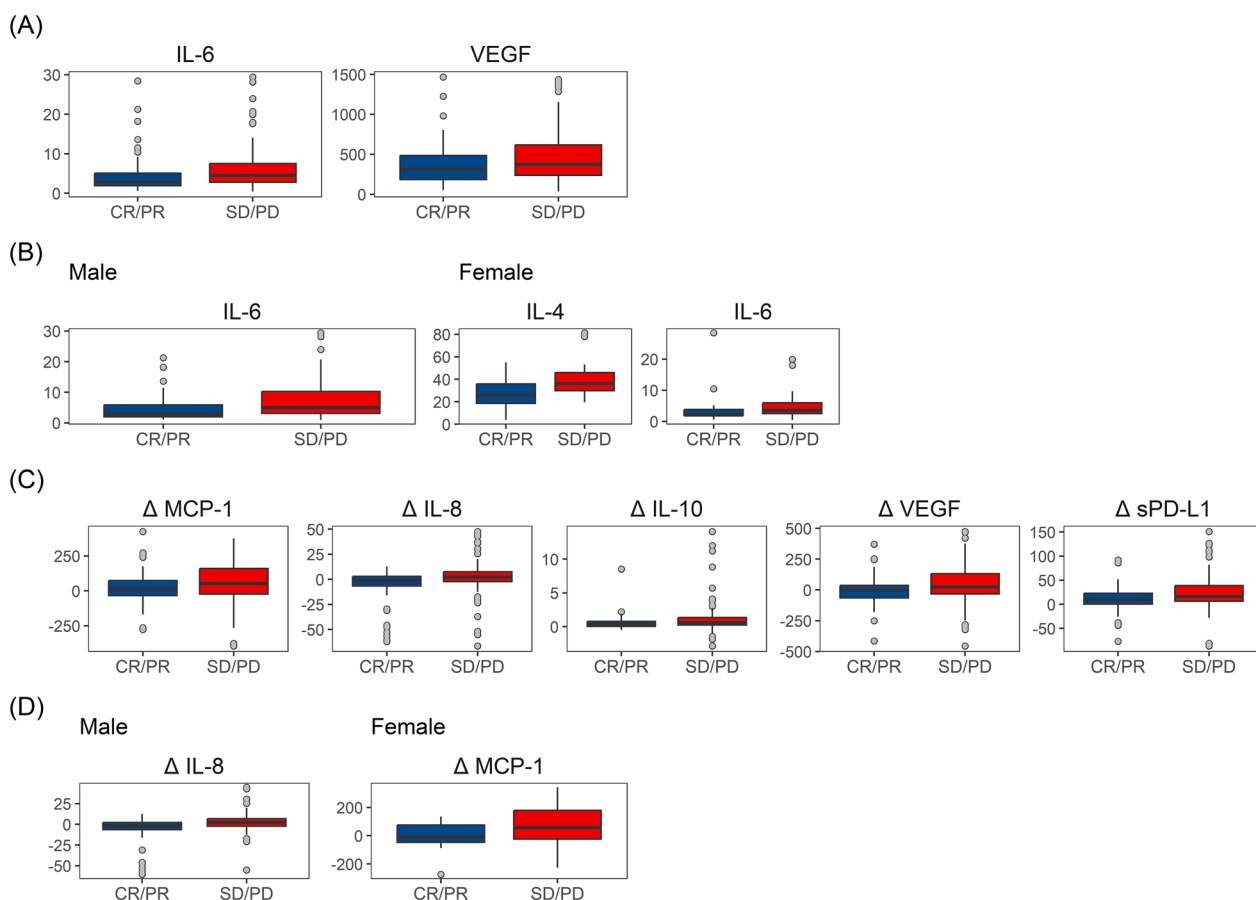 (A)
IL-6
VEGF
30
20
10
0
CR/PR
SD/PD
1500
1000
500
0
CR/PR
SD/PD
(B)
Male
Female
IL-6
IL-4
IL-6
30
20
10
0
CR/PR
SD/PD
80
60
40
20
0
CR/PR
SD/PD
20
10
0
CR/PR
SD/PD
(C)
Δ MCP-1
Δ IL-8
Δ IL-10
Δ VEGF
Δ sPD-L1
250
0
-250
CR/PR
SD/PD
50
25
0
-25
-50
CR/PR
SD/PD
10
5
0
CR/PR
SD/PD
500
250
0
-250
-500
CR/PR
SD/PD
150
100
50
0
-50
CR/PR
SD/PD
(D)
Male
Female
Δ IL-8
Δ MCP-1
25
0
-25
-50
CR/PR
SD/PD
200
0
-200
CR/PR
SD/PD